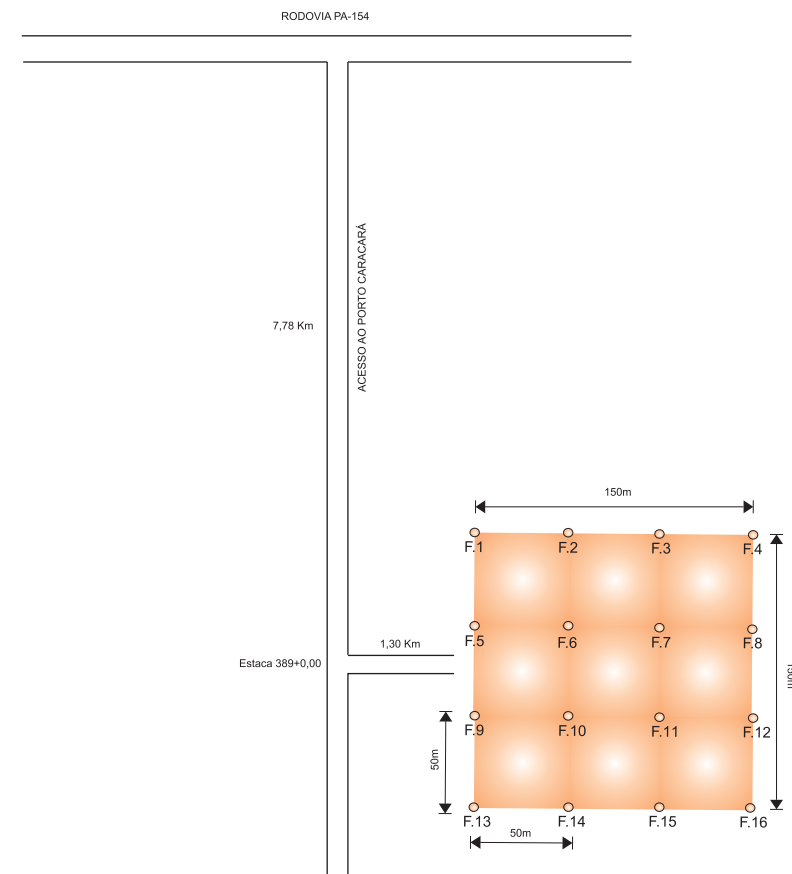 RODOVIA PA-154
ACESSO AO PORTO CARACARÁ
7,78 Km
150m
F.1 F.2 F.3 F.4
1,30 Km
F.5 F.6 F.7 F.8
Estaca 389+0,00
150m
F.9 F.10 F.11 F.12
50m
F.13 F.14 F.15 F.16
50m